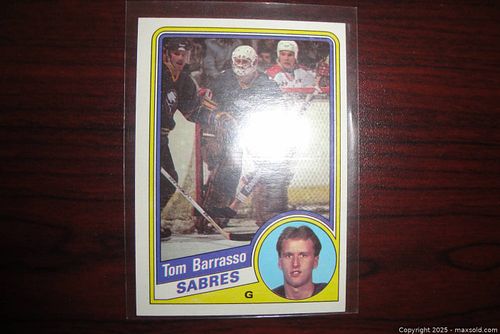 Tom Barrasso
SABRES
G
Copyright © 2025 - maxsold.com